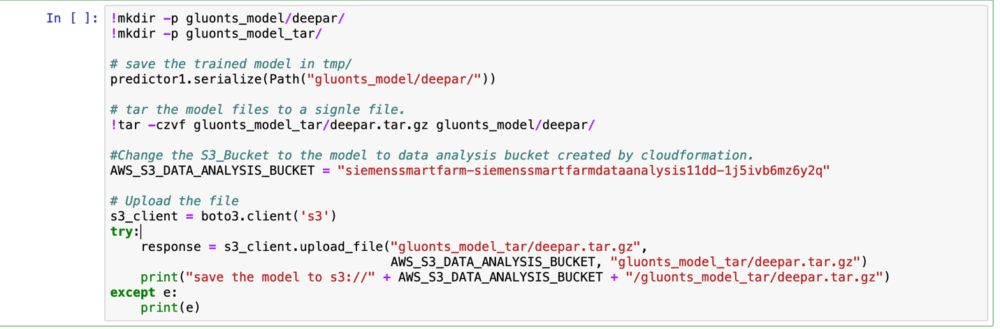 In [ ]: !mkdir -p gluonts_model/deepar/
!mkdir -p gluonts_model_tar/
# save the trained model in tmp/
predictor1.serialize(Path("gluonts_model/deepar/"))
# tar the model files to a signle file.
!tar -czvf gluonts_model_tar/deepar.tar.gz gluonts_model/deepar/
#Change the S3_Bucket to the model to data analysis bucket created by cloudformation.
AWS_S3_DATA_ANALYSIS_BUCKET = "siemenssmartfarm-siemenssmartfarmdataanalysis11dd-1j5ivb6mz6y2q"
# Upload the file
s3_client = boto3.client('s3')
try:
    response = s3_client.upload_file("gluonts_model_tar/deepar.tar.gz",
                                     AWS_S3_DATA_ANALYSIS_BUCKET, "gluonts_model_tar/deepar.tar.gz")
    print("save the model to s3://" + AWS_S3_DATA_ANALYSIS_BUCKET + "/gluonts_model_tar/deepar.tar.gz")
except e:
    print(e)